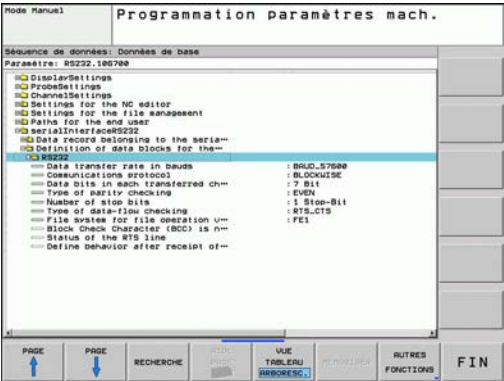 Mode Manuel
Programmation paramètres mach.
Séquence de données: Données de base
Paramètre: RS232.106700
DisplaySettings
ProbeSettings
ChannelSettings
Settings for the NC editor
Settings for the file management
Paths for the end user
serialInterfaceRS232
Data record belonging to the seria…
Definition of data blocks for the…
RS232
Data transfer rate in bauds : BAUD_57600
Communications protocol : BLOCKWISE
Data bits in each transferred ch… : 7 Bit
Type of parity checking : EVEN
Number of stop bits : 1 Stop-Bit
Type of data-flow checking : RTS_CTS
File system for file operation v… : FE1
Block Check Character (BCC) is n…
Status of the RTS line
Define behavior after receipt of…
PAGE
PAGE
RECHERCHE
AIDE
PAGE
VUE
TABLEAU
ARBORESC.
MEMORISER
AUTRES
FONCTIONS
FIN